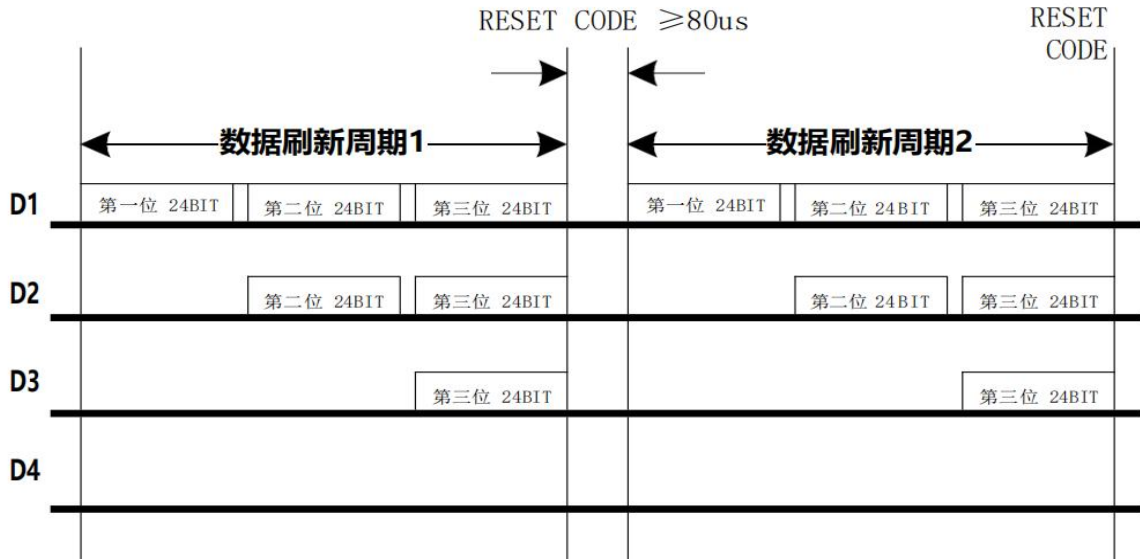 RESET CODE ≥80us
RESET
CODE
数据刷新周期1
数据刷新周期2
D1
第一位 24BIT
第二位 24BIT
第三位 24BIT
第一位 24BIT
第二位 24BIT
第三位 24BIT
D2
第二位 24BIT
第三位 24BIT
第二位 24BIT
第三位 24BIT
D3
第三位 24BIT
第三位 24BIT
D4